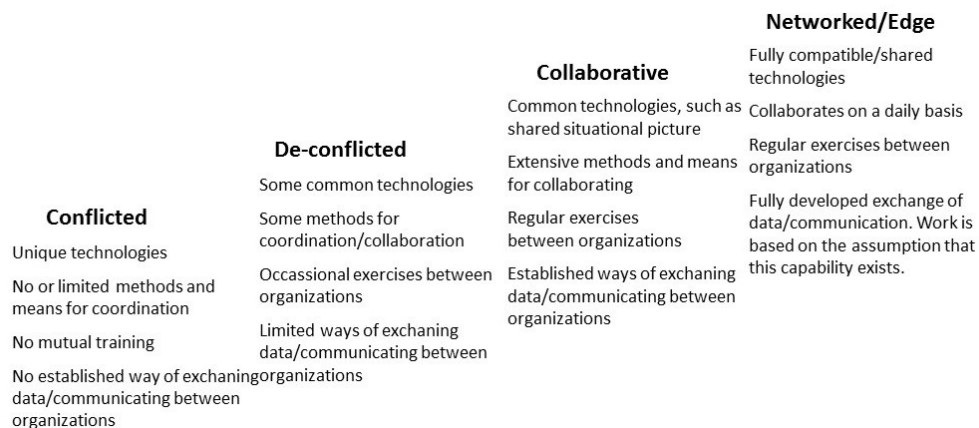 Conflicted
Unique technologies
No or limited methods and
means for coordination
No mutual training
No established way of exchaning
data/communicating between
organizations
De-conflicted
Some common technologies
Some methods for
coordination/collaboration
Occassional exercises between
organizations
Limited ways of exchaning
data/communicating between
organizations
Collaborative
Common technologies, such as
shared situational picture
Extensive methods and means
for collaborating
Regular exercises
between organizations
Established ways of exchaning
data/communicating between
organizations
Networked/Edge
Fully compatible/shared
technologies
Collaborates on a daily basis
Regular exercises between
organizations
Fully developed exchange of
data/communication. Work is
based on the assumption that
this capability exists.